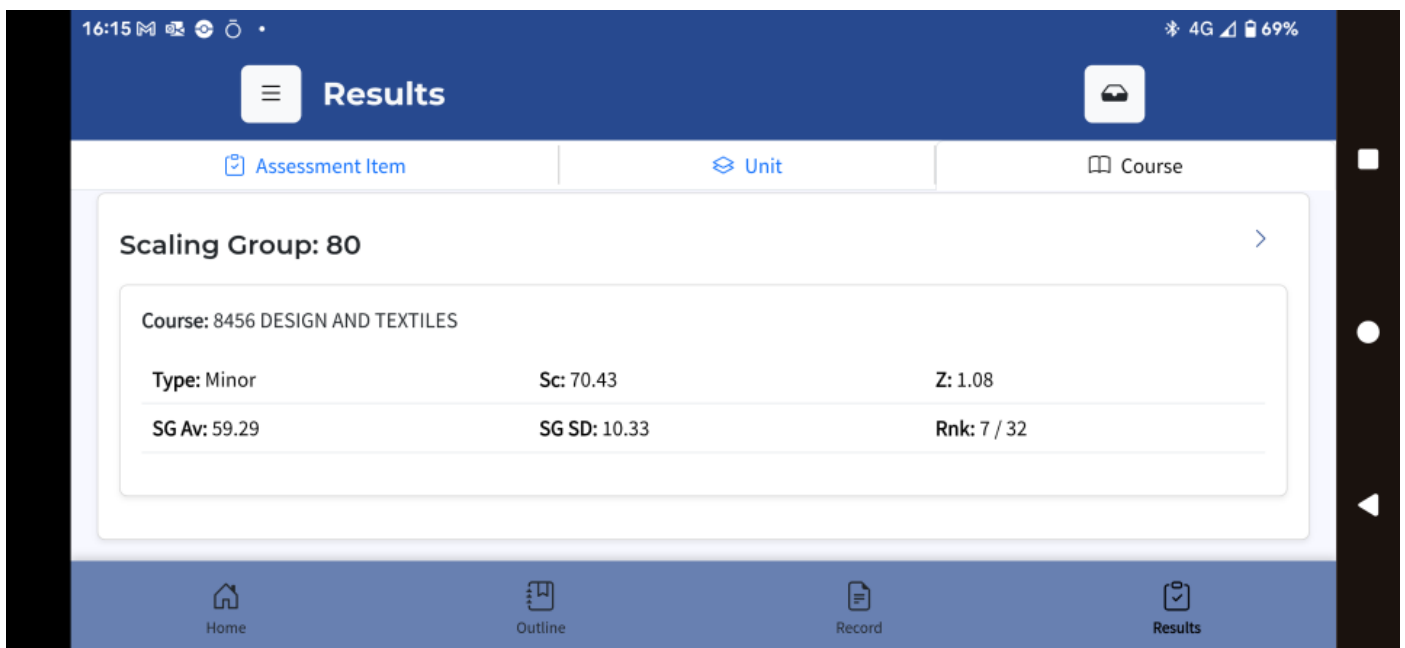 16:15 4G 69%
Results
Assessment Item Unit Course
Scaling Group: 80
Course: 8456 DESIGN AND TEXTILES
Type: Minor Sc: 70.43 Z: 1.08
SG Av: 59.29 SG SD: 10.33 Rnk: 7 / 32
Home Outline Record Results